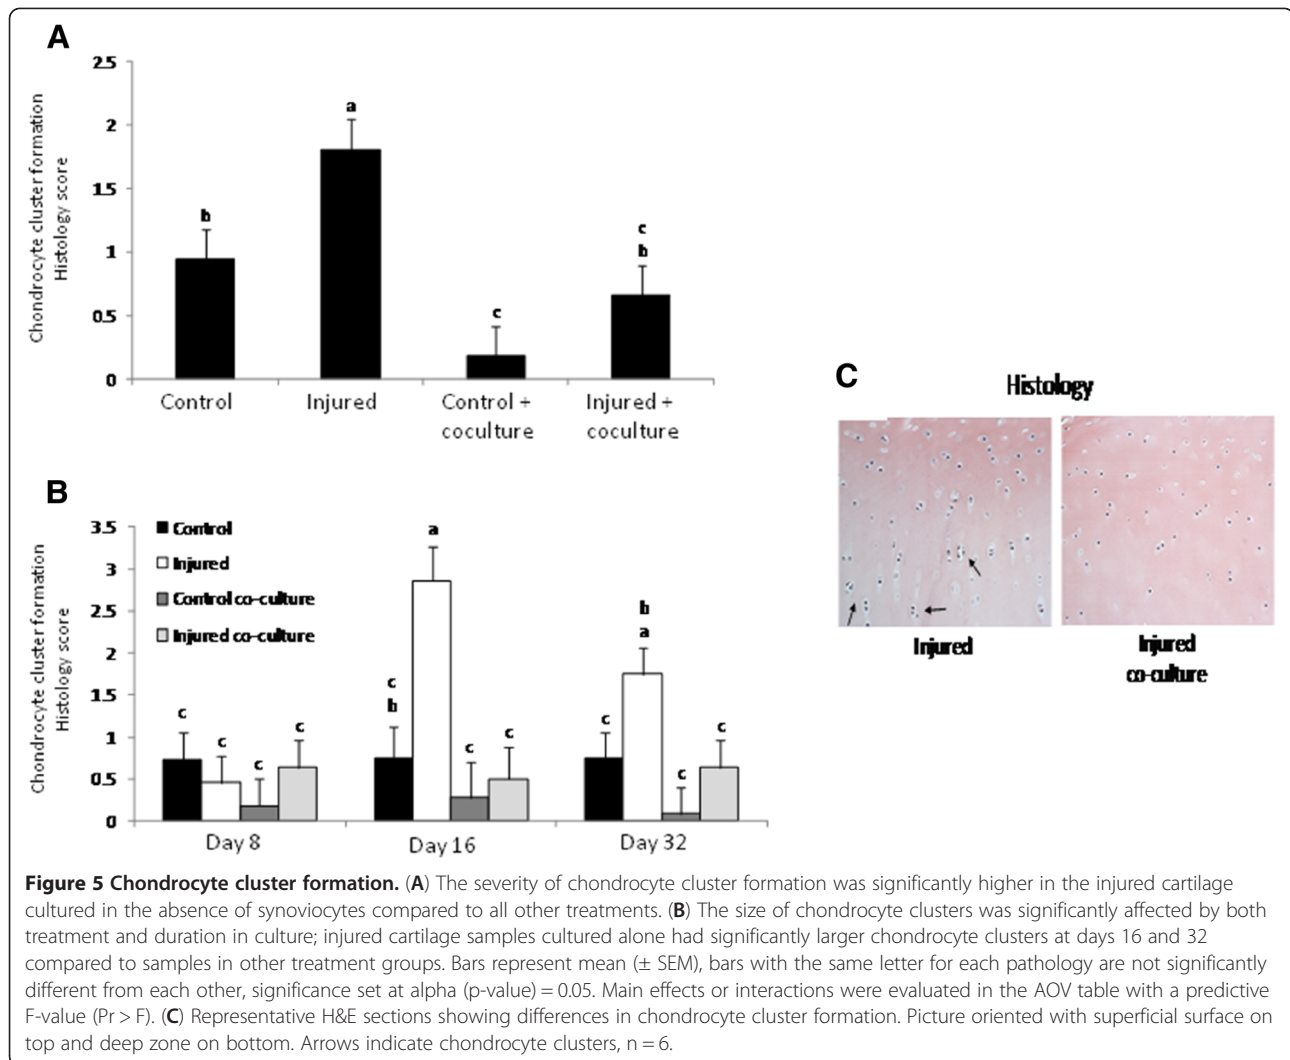 A
2.5
2
1.5
1
0.5
0
Chondrocyte cluster formation
Histology score
b
a
c
c
b
Control
Injured
Control +
coculture
Injured +
coculture
B
3.5
3
2.5
2
1.5
1
0.5
0
Chondrocyte cluster formation
Histology score
Control
Injured
Control co-culture
Injured co-culture
c
c
c
c
c
b
a
c
c
c
b
a
c
c
Day 8
Day 16
Day 32
C
Histology
Injured
Injured
co-culture
Figure 5 Chondrocyte cluster formation. (A) The severity of chondrocyte cluster formation was significantly higher in the injured cartilage
cultured in the absence of synoviocytes compared to all other treatments. (B) The size of chondrocyte clusters was significantly affected by both
treatment and duration in culture; injured cartilage samples cultured alone had significantly larger chondrocyte clusters at days 16 and 32
compared to samples in other treatment groups. Bars represent mean (± SEM), bars with the same letter for each pathology are not significantly
different from each other, significance set at alpha (p-value) = 0.05. Main effects or interactions were evaluated in the AOV table with a predictive
F-value (Pr > F). (C) Representative H&E sections showing differences in chondrocyte cluster formation. Picture oriented with superficial surface on
top and deep zone on bottom. Arrows indicate chondrocyte clusters, n = 6.